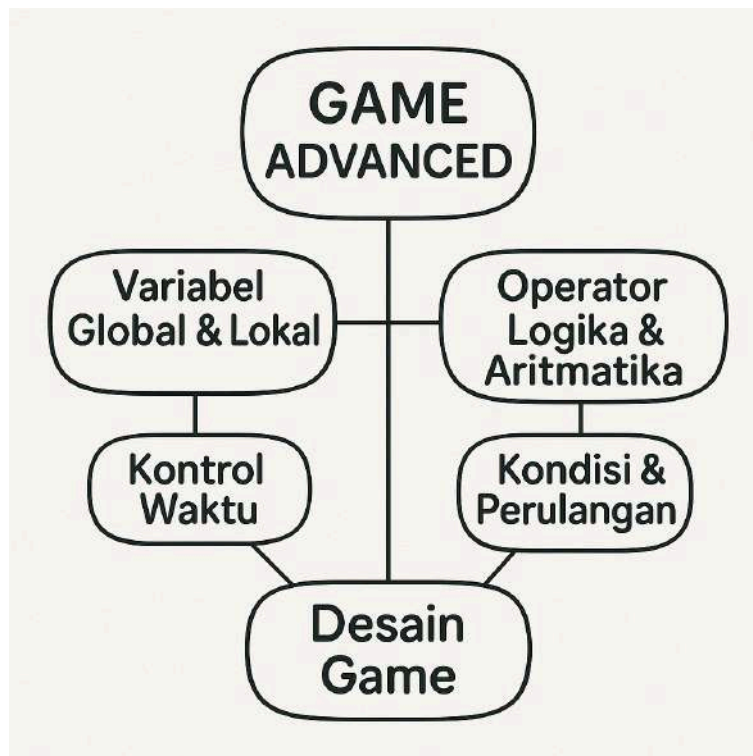 GAME
ADVANCED
Variabel
Global & Lokal
Operator
Logika &
Aritmatika
Kontrol
Waktu
Kondisi &
Perulangan
Desain
Game